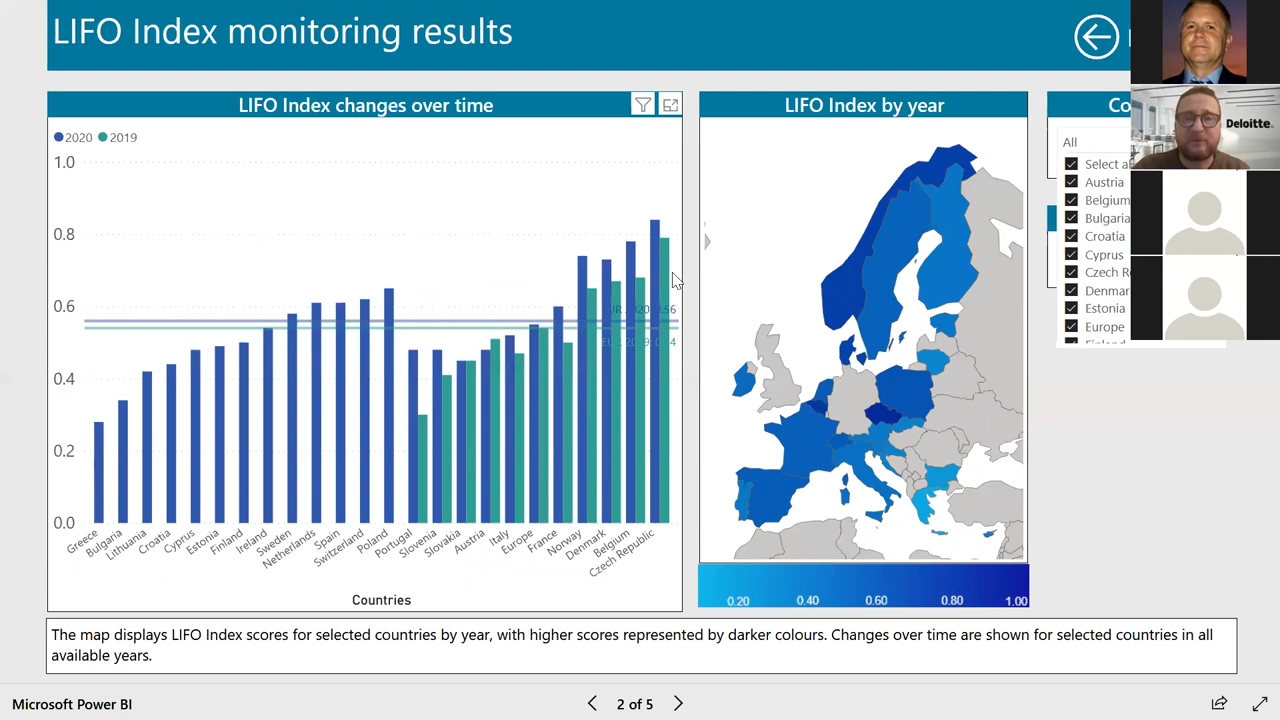 LIFO Index monitoring results
LIFO Index changes over time
2020 2019
1.0
0.8
0.6
0.4
0.2
0.0
Greece
Bulgaria
Lithuania
Croatia
Cyprus
Estonia
Finland
Ireland
Sweden
Netherlands
Spain
Switzerland
Poland
Portugal
Slovenia
Slovakia
Austria
Italy
Europe
France
Norway
Denmark
Belgium
Czech Republic
Countries
LIFO Index by year
0.20 0.40 0.60 0.80 1.00
Co
All
Select a
Austria
Belgium
Bulgaria
Croatia
Cyprus
Czech R
Denmar
Estonia
Europe
Deloitte.
The map displays LIFO Index scores for selected countries by year, with higher scores represented by darker colours. Changes over time are shown for selected countries in all
available years.
Microsoft Power BI
2 of 5